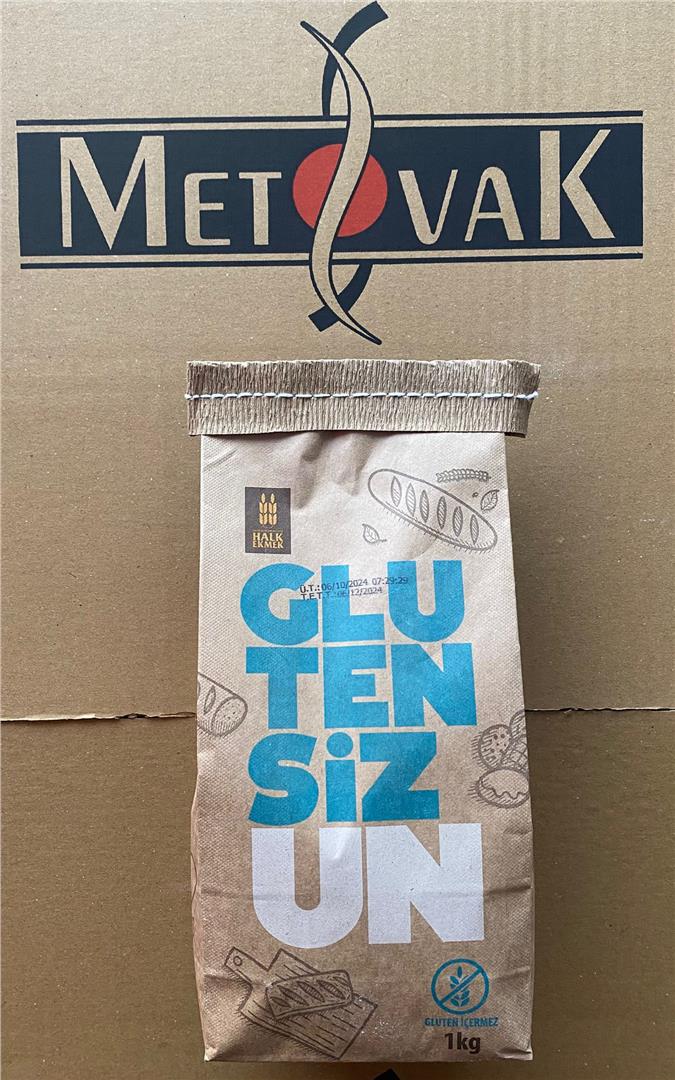 METOVAK
HALK
EKMEK
Ü.T.:06/10/2024 07:29:29
T.E.T.T.:06/12/2024
GLU
TEN
SiZ
UN
GLUTEN İÇERMEZ
1kg